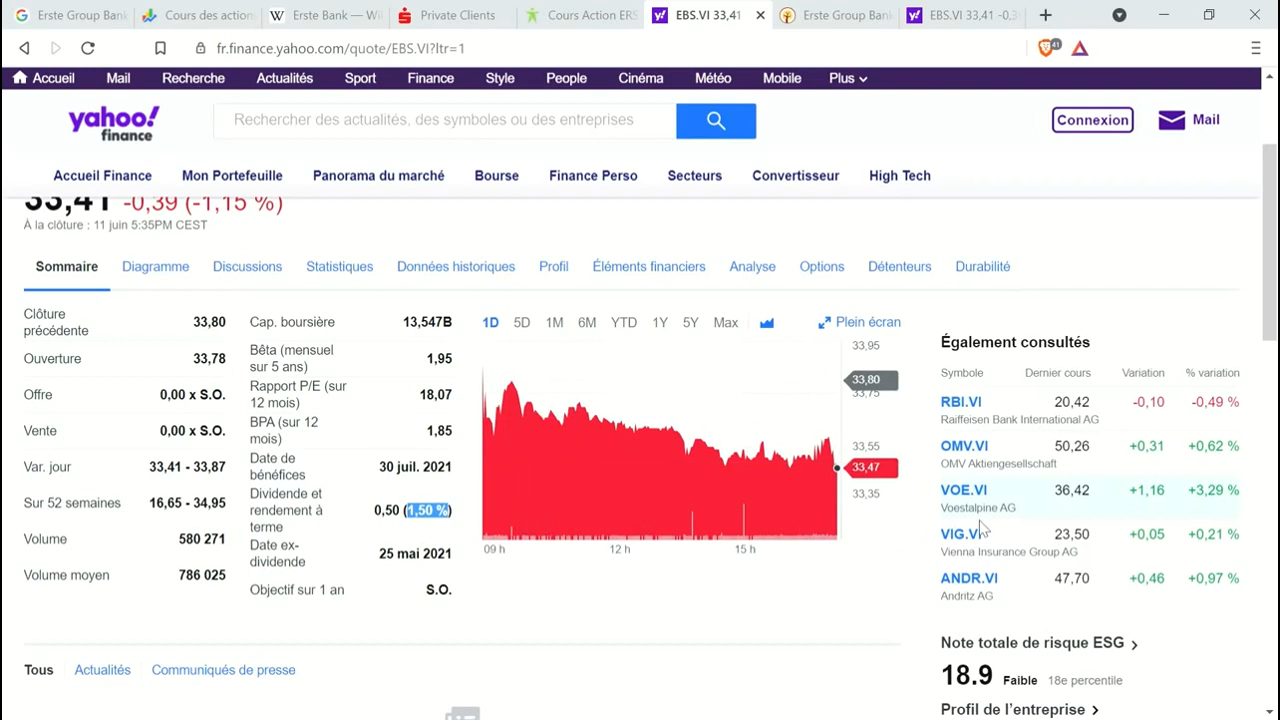 Erste Group Bank
Cours des action
Erste Bank — Wi
Private Clients
Cours Action ERS
EBS.VI 33,41
Erste Group Bank
EBS.VI 33,41 -0,3
fr.finance.yahoo.com/quote/EBS.VI?ltr=1
41
Accueil Mail Recherche Actualités Sport Finance Style People Cinéma Météo Mobile Plus
yahoo!
finance
Rechercher des actualités, des symboles ou des entreprises
Connexion
Mail
Accueil Finance Mon Portefeuille Panorama du marché Bourse Finance Perso Secteurs Convertisseur High Tech
33,41 -0,39 (-1,15 %)
À la clôture : 11 juin 5:35PM CEST
Sommaire Diagramme Discussions Statistiques Données historiques Profil Éléments financiers Analyse Options Détenteurs Durabilité
Clôture
précédente 33,80
Ouverture 33,78
Offre 0,00 x S.O.
Vente 0,00 x S.O.
Var. jour 33,41 - 33,87
Sur 52 semaines 16,65 - 34,95
Volume 580 271
Volume moyen 786 025
Cap. boursière 13,547B
Bêta (mensuel
sur 5 ans) 1,95
Rapport P/E (sur
12 mois) 18,07
BPA (sur 12
mois) 1,85
Date de
bénéfices 30 juil. 2021
Dividende et
rendement à
terme 0,50 (1,50 %)
Date ex-
dividende 25 mai 2021
Objectif sur 1 an S.O.
1D 5D 1M 6M YTD 1Y 5Y Max
Plein écran
33,95
33,80
33,75
33,55
33,47
33,35
09 h 12 h 15 h
Également consultés
Symbole Dernier cours Variation % variation
RBI.VI 20,42 -0,10 -0,49 %
Raiffeisen Bank International AG
OMV.VI 50,26 +0,31 +0,62 %
OMV Aktiengesellschaft
VOE.VI 36,42 +1,16 +3,29 %
Voestalpine AG
VIG.VI 23,50 +0,05 +0,21 %
Vienna Insurance Group AG
ANDR.VI 47,70 +0,46 +0,97 %
Andritz AG
Note totale de risque ESG
18.9 Faible 18e percentile
Profil de l’entreprise
Tous Actualités Communiqués de presse